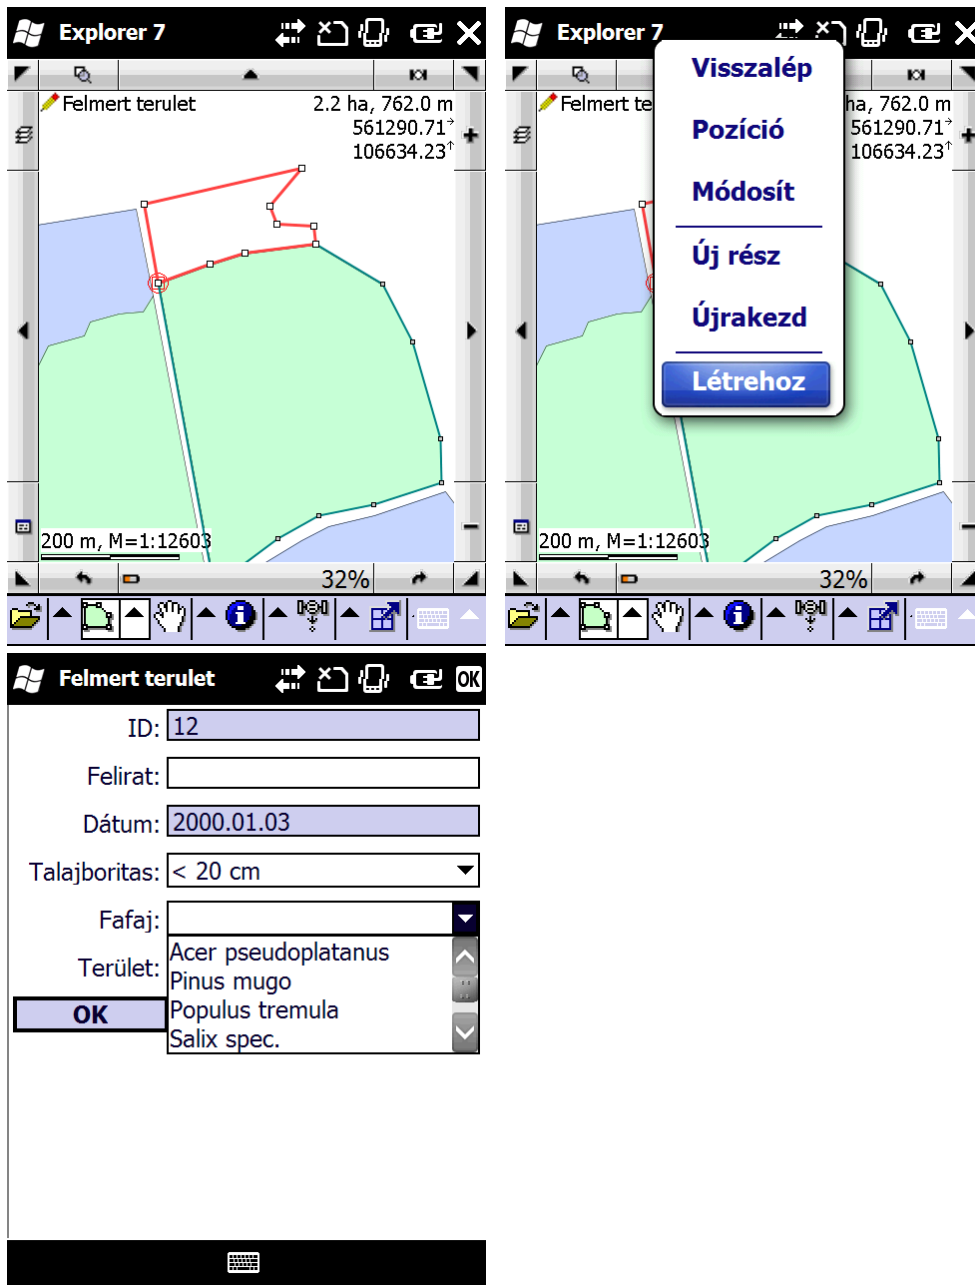 Explorer 7
Felmert terulet 2.2 ha, 762.0 m
561290.71
106634.23
200 m, M=1:12603
32%
OK
Explorer 7
Felmert te ha, 762.0 m
561290.71
106634.23
Visszalép
Pozíció
Módosít
Új rész
Újrakezd
Létrehoz
200 m, M=1:12603
32%
Felmert terulet OK
ID: 12
Felirat:
Dátum: 2000.01.03
Talajboritas: < 20 cm
Fafaj:
Terület:
Acer pseudoplatanus
Pinus mugo
Populus tremula
Salix spec.
OK